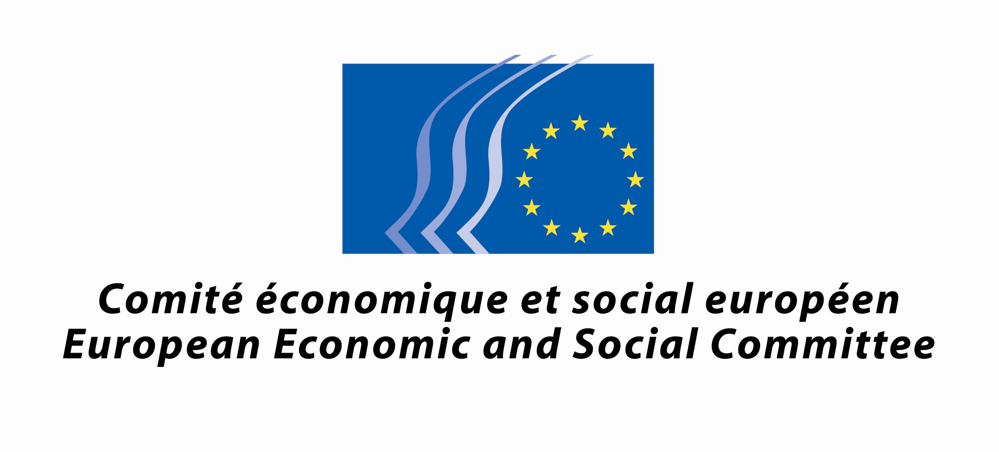 Comité économique et social européen
European Economic and Social Committee